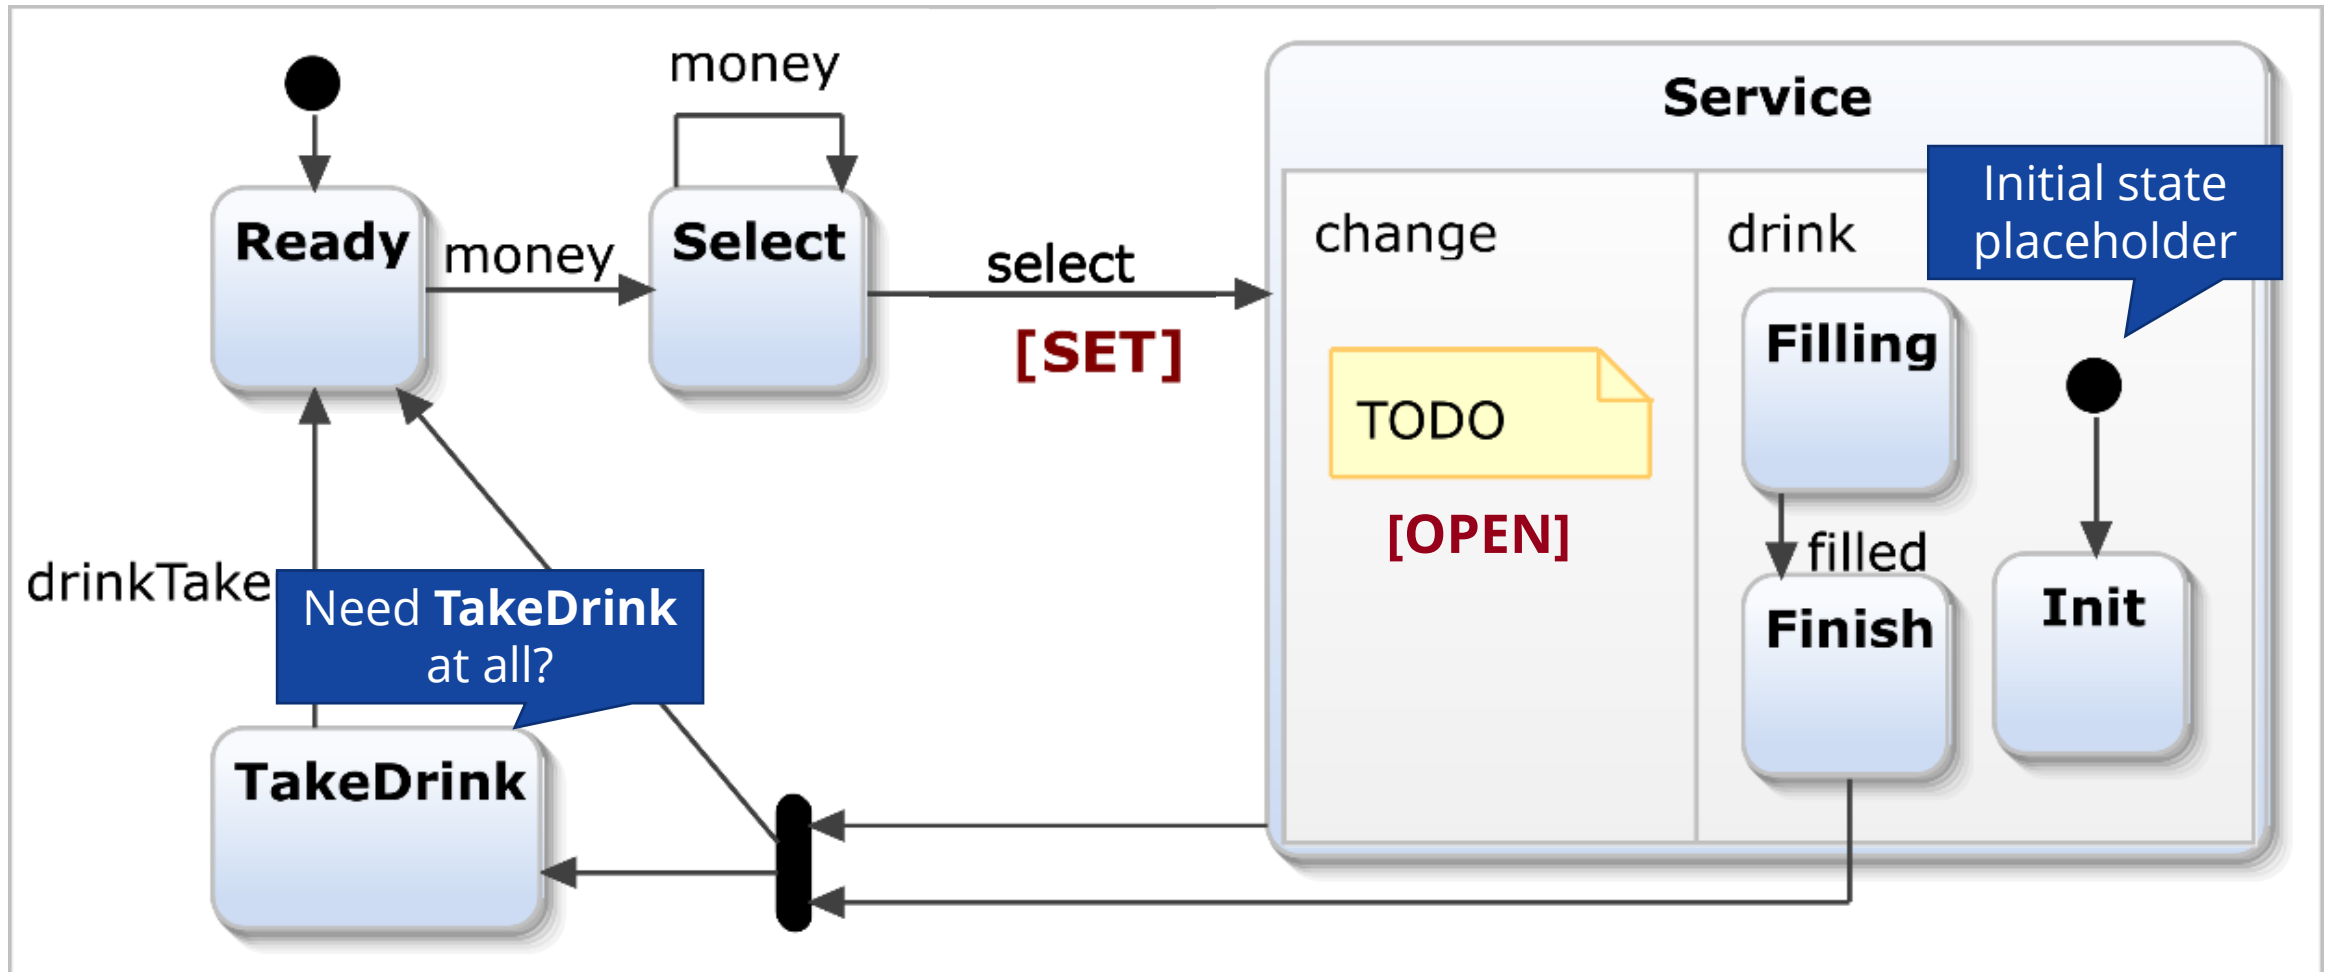 money
Service
Initial state
placeholder
Ready
money
Select
select
[SET]
change
drink
TODO
[OPEN]
Filling
filled
Finish
Init
drinkTake
Need TakeDrink
at all?
TakeDrink